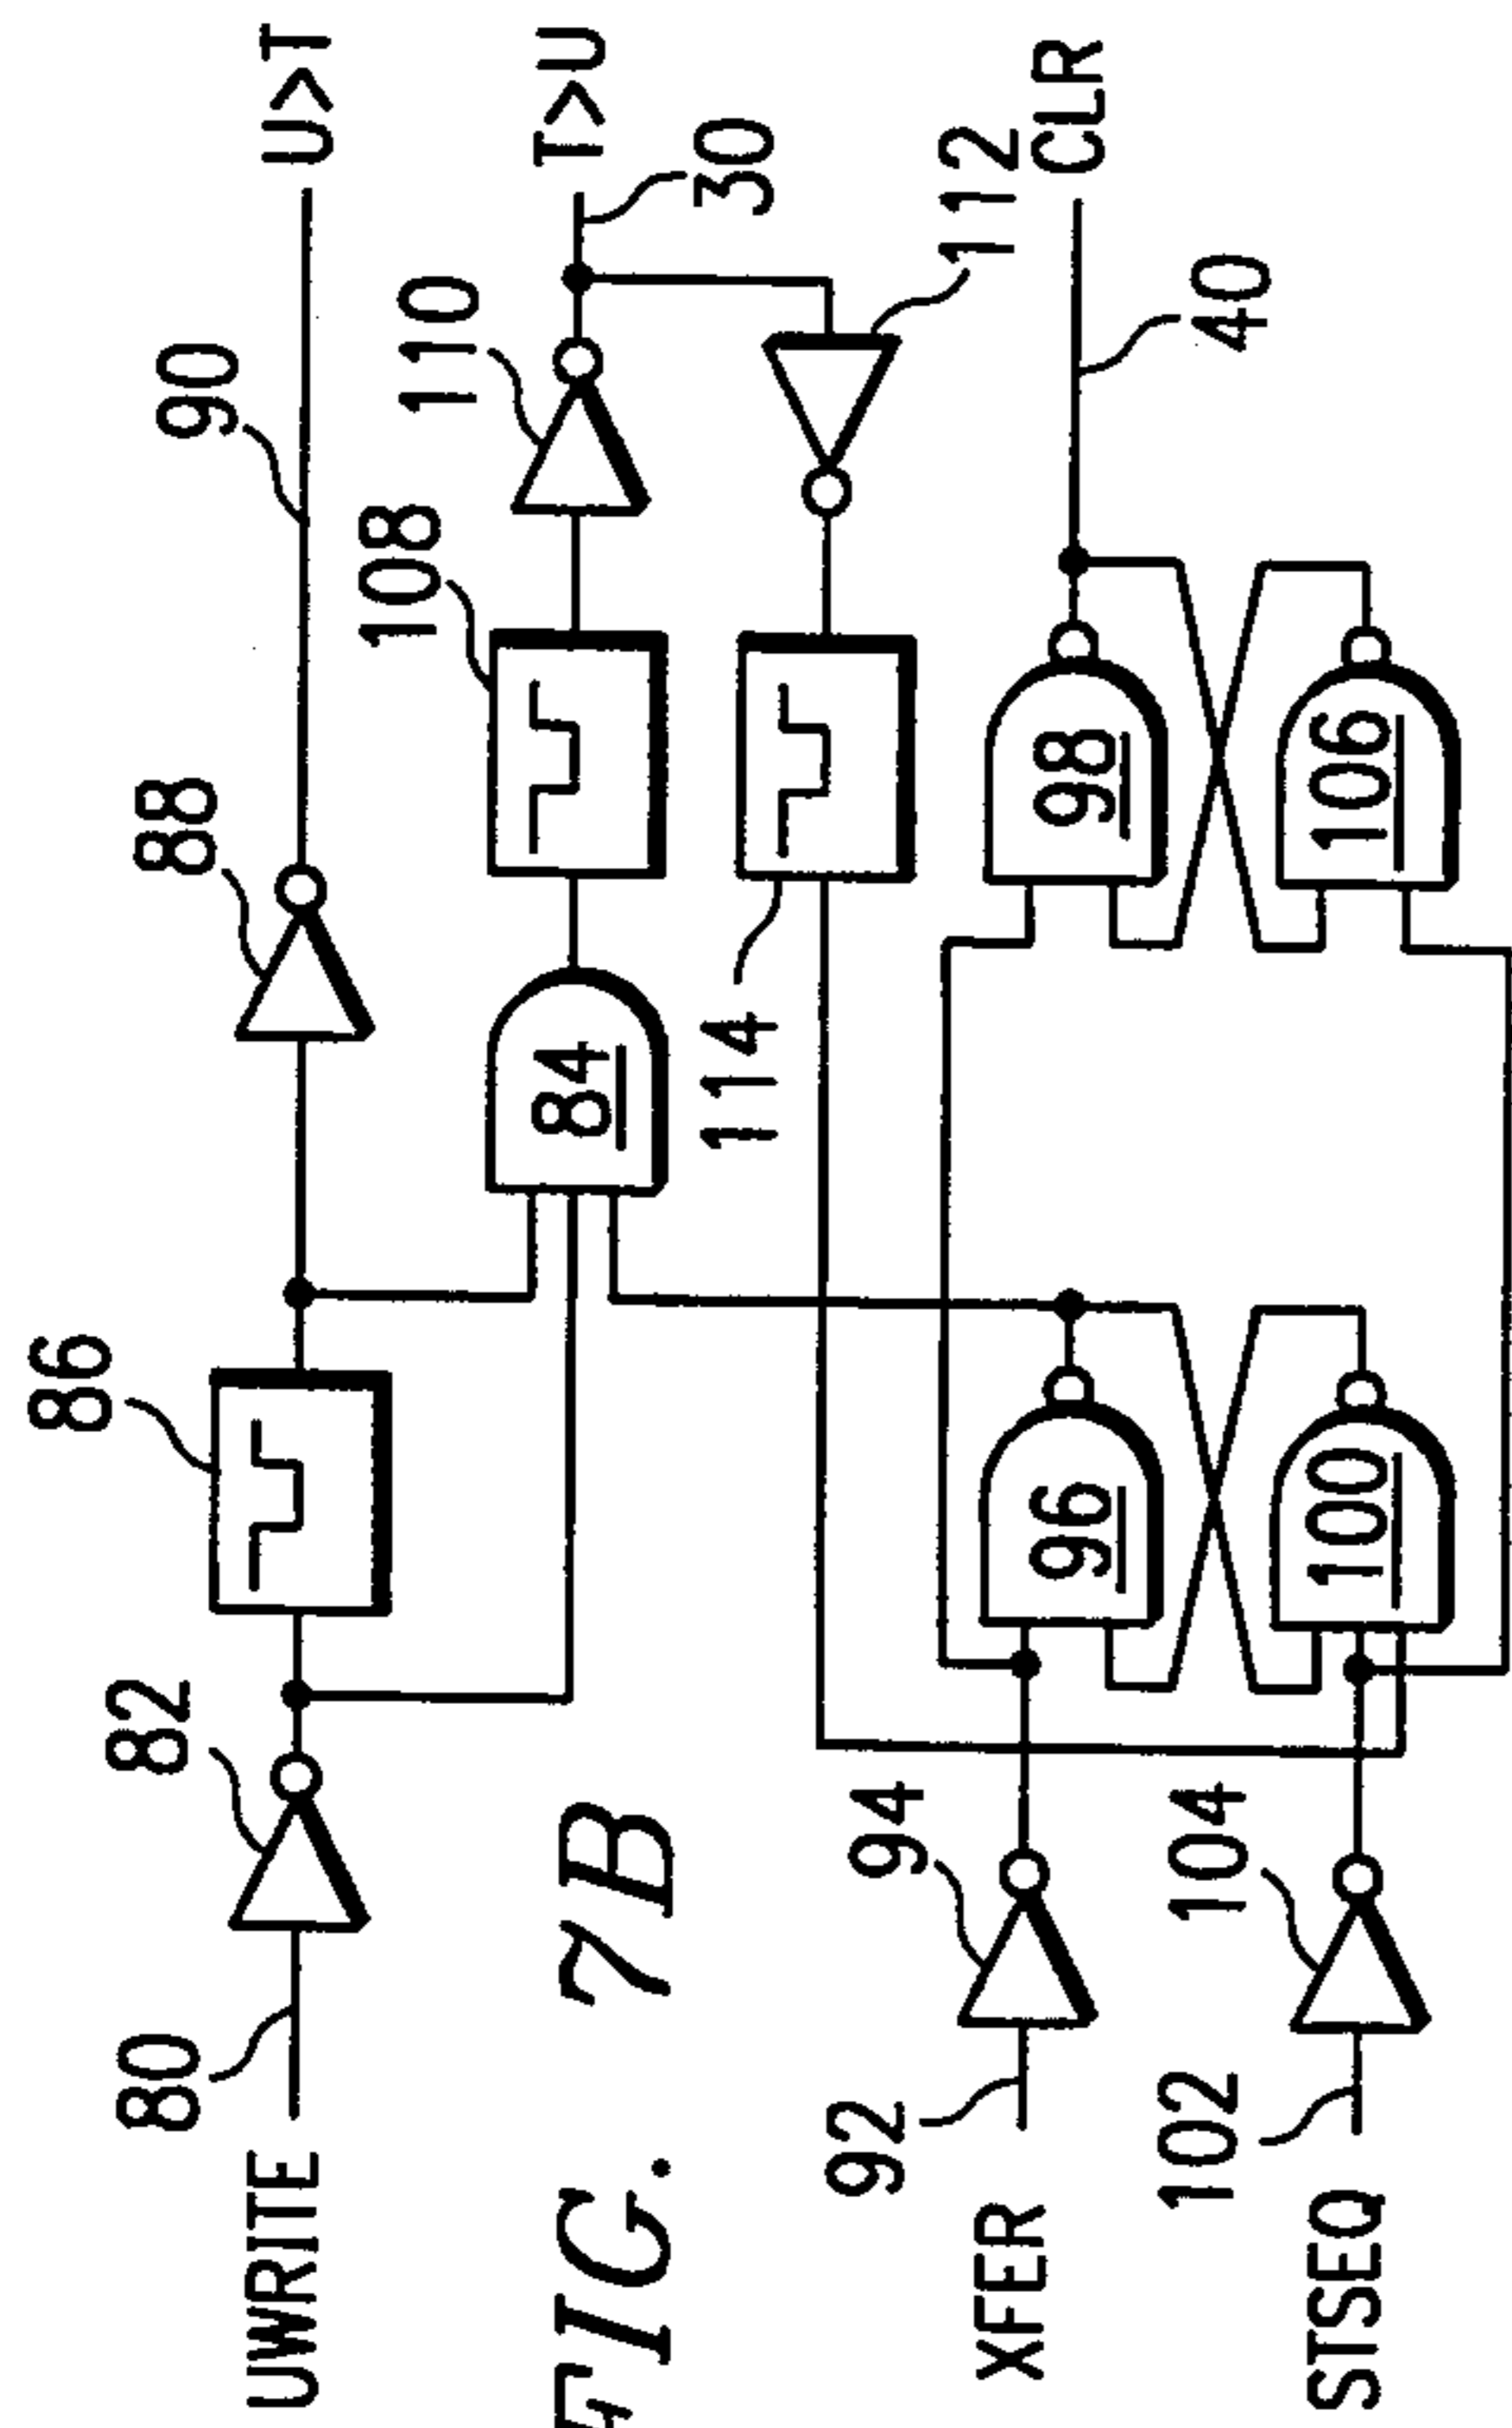 86
80 82 88 90
UWRITE U>T
108 110
84 T>U
FIG. 7B
114 30
92 94 112
XFER 96 98 CLR
102 104 40
STSEQ 100 106